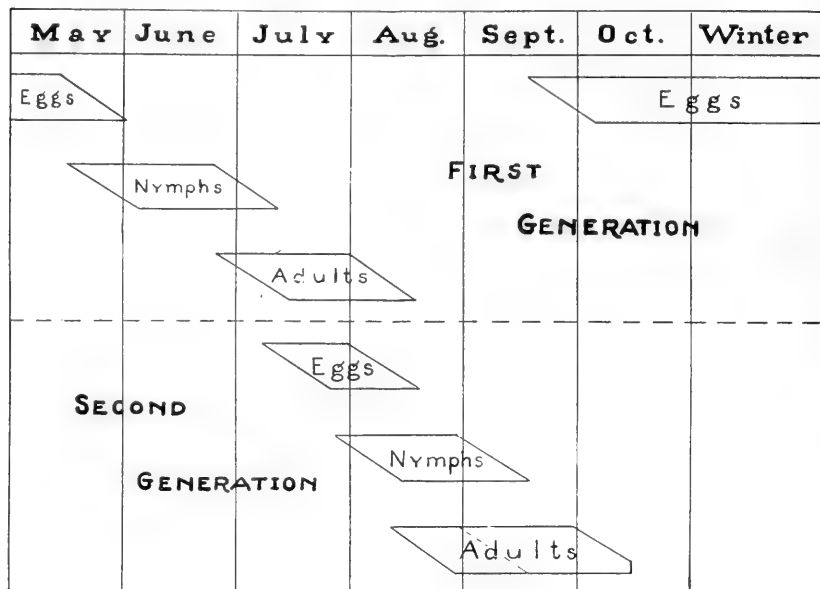 May June July Aug. Sept. Oct. Winter
Eggs Eggs
FIRST
Nymphs
GENERATION
Adults
Eggs
SECOND
Nymphs
GENERATION
Adults